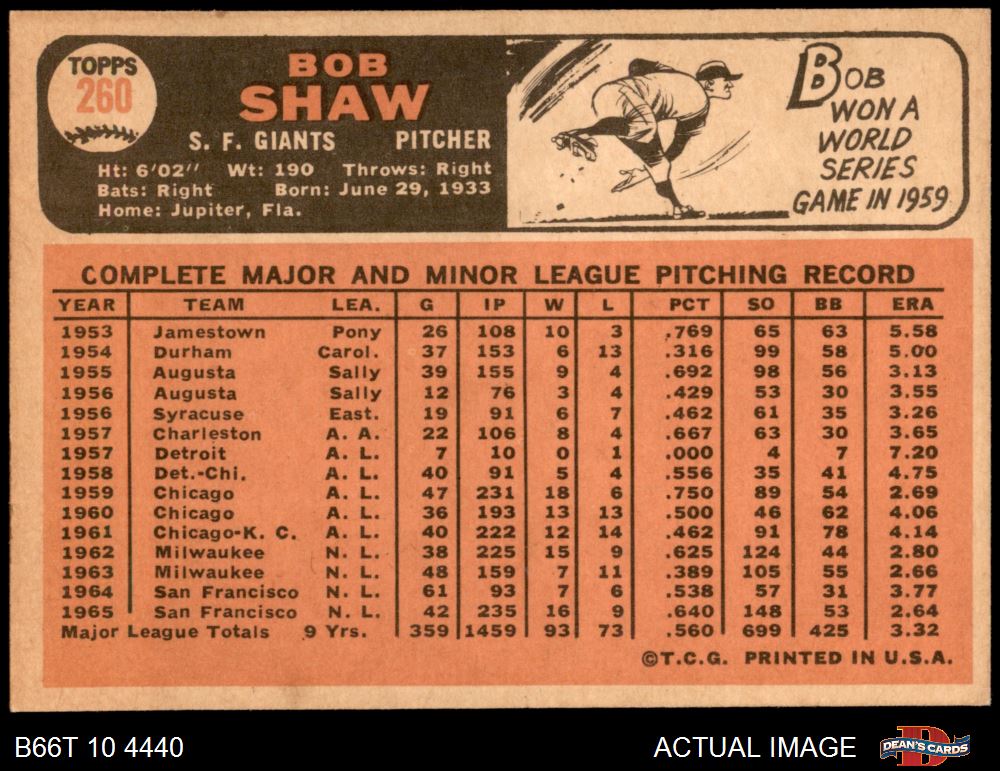 TOPPS
260
BOB
SHAW
S. F. GIANTS PITCHER
Ht: 6'02" Wt: 190 Throws: Right
Bats: Right Born: June 29, 1933
Home: Jupiter, Fla.
BOB
WON A
WORLD
SERIES
GAME IN 1959
COMPLETE MAJOR AND MINOR LEAGUE PITCHING RECORD
YEAR TEAM LEA. G IP W L PCT SO BB ERA
1953 Jamestown Pony 26 108 10 3 .769 65 63 5.58
1954 Durham Carol. 37 153 6 13 .316 99 58 5.00
1955 Augusta Sally 39 155 9 4 .692 98 56 3.13
1956 Augusta Sally 12 76 3 4 .429 53 30 3.55
1956 Syracuse East. 19 91 6 7 .462 61 35 3.26
1957 Charleston A. A. 22 106 8 4 .667 63 30 3.65
1957 Detroit A. L. 7 10 0 1 .000 4 7 7.20
1958 Det.-Chi. A. L. 40 91 5 4 .556 35 41 4.75
1959 Chicago A. L. 47 231 18 6 .750 89 54 2.69
1960 Chicago A. L. 36 193 13 13 .500 46 62 4.06
1961 Chicago-K. C. A. L. 40 222 12 14 .462 91 78 4.14
1962 Milwaukee N. L. 38 225 15 9 .625 124 44 2.80
1963 Milwaukee N. L. 48 159 7 11 .389 105 55 2.66
1964 San Francisco N. L. 61 93 7 6 .538 57 31 3.77
1965 San Francisco N. L. 42 235 16 9 .640 148 53 2.64
Major League Totals 9 Yrs. 359 1459 93 73 .560 699 425 3.32
©T.C.G. PRINTED IN U.S.A.
B66T 10 4440 ACTUAL IMAGE DEAN'S CARDS